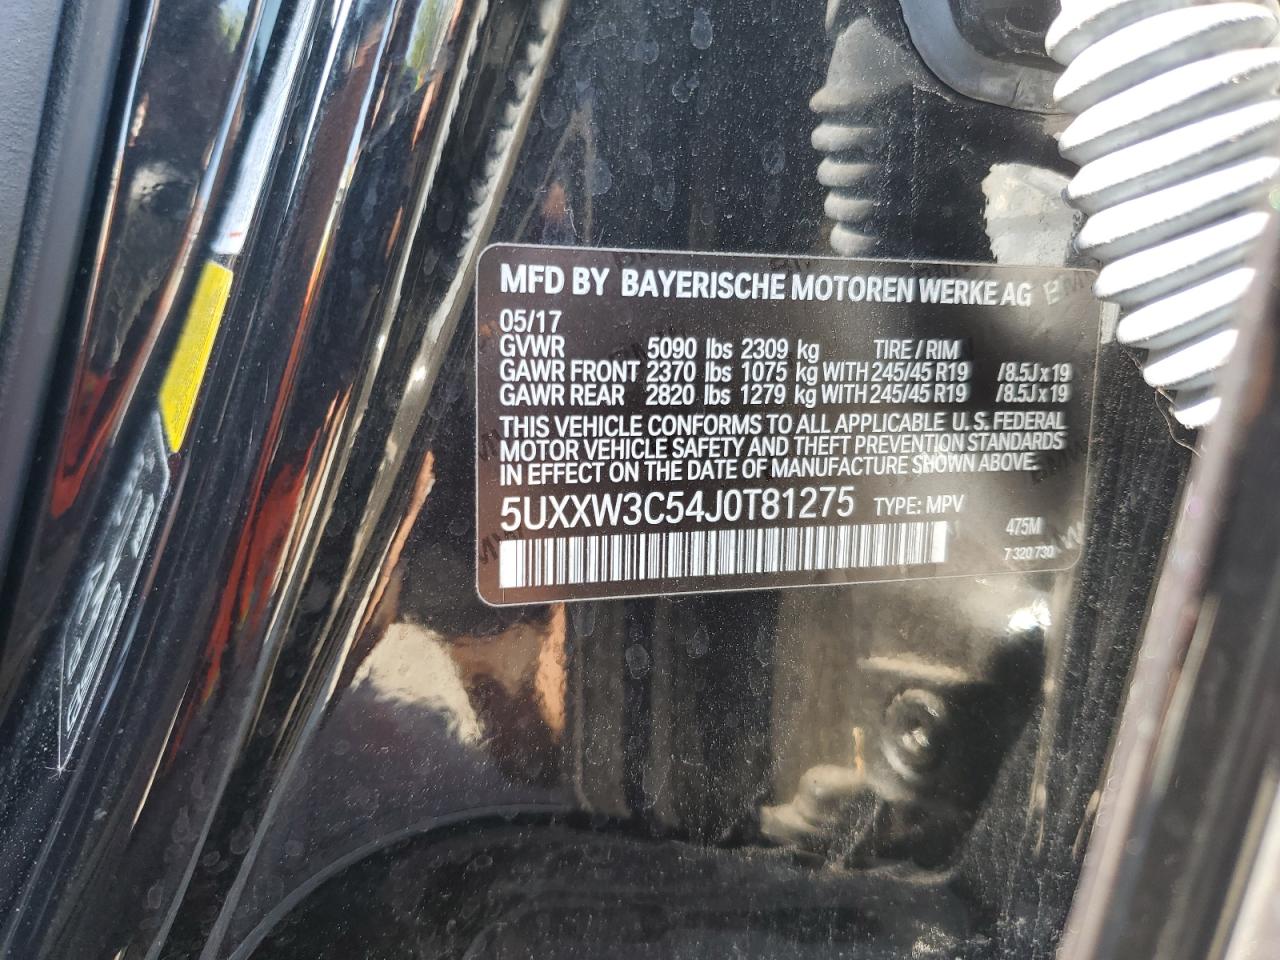 MFD BY BAYERISCHE MOTOREN WERKE AG
05/17
GVWR 5090 lbs 2309 kg TIRE / RIM
GAWR FRONT 2370 lbs 1075 kg WITH 245/45 R19 /8.5J x 19
GAWR REAR 2820 lbs 1279 kg WITH 245/45 R19 /8.5J x 19
THIS VEHICLE CONFORMS TO ALL APPLICABLE U.S. FEDERAL
MOTOR VEHICLE SAFETY AND THEFT PREVENTION STANDARDS
IN EFFECT ON THE DATE OF MANUFACTURE SHOWN ABOVE.
5UXXW3C54J0T81275 TYPE: MPV
475M
7 320 730